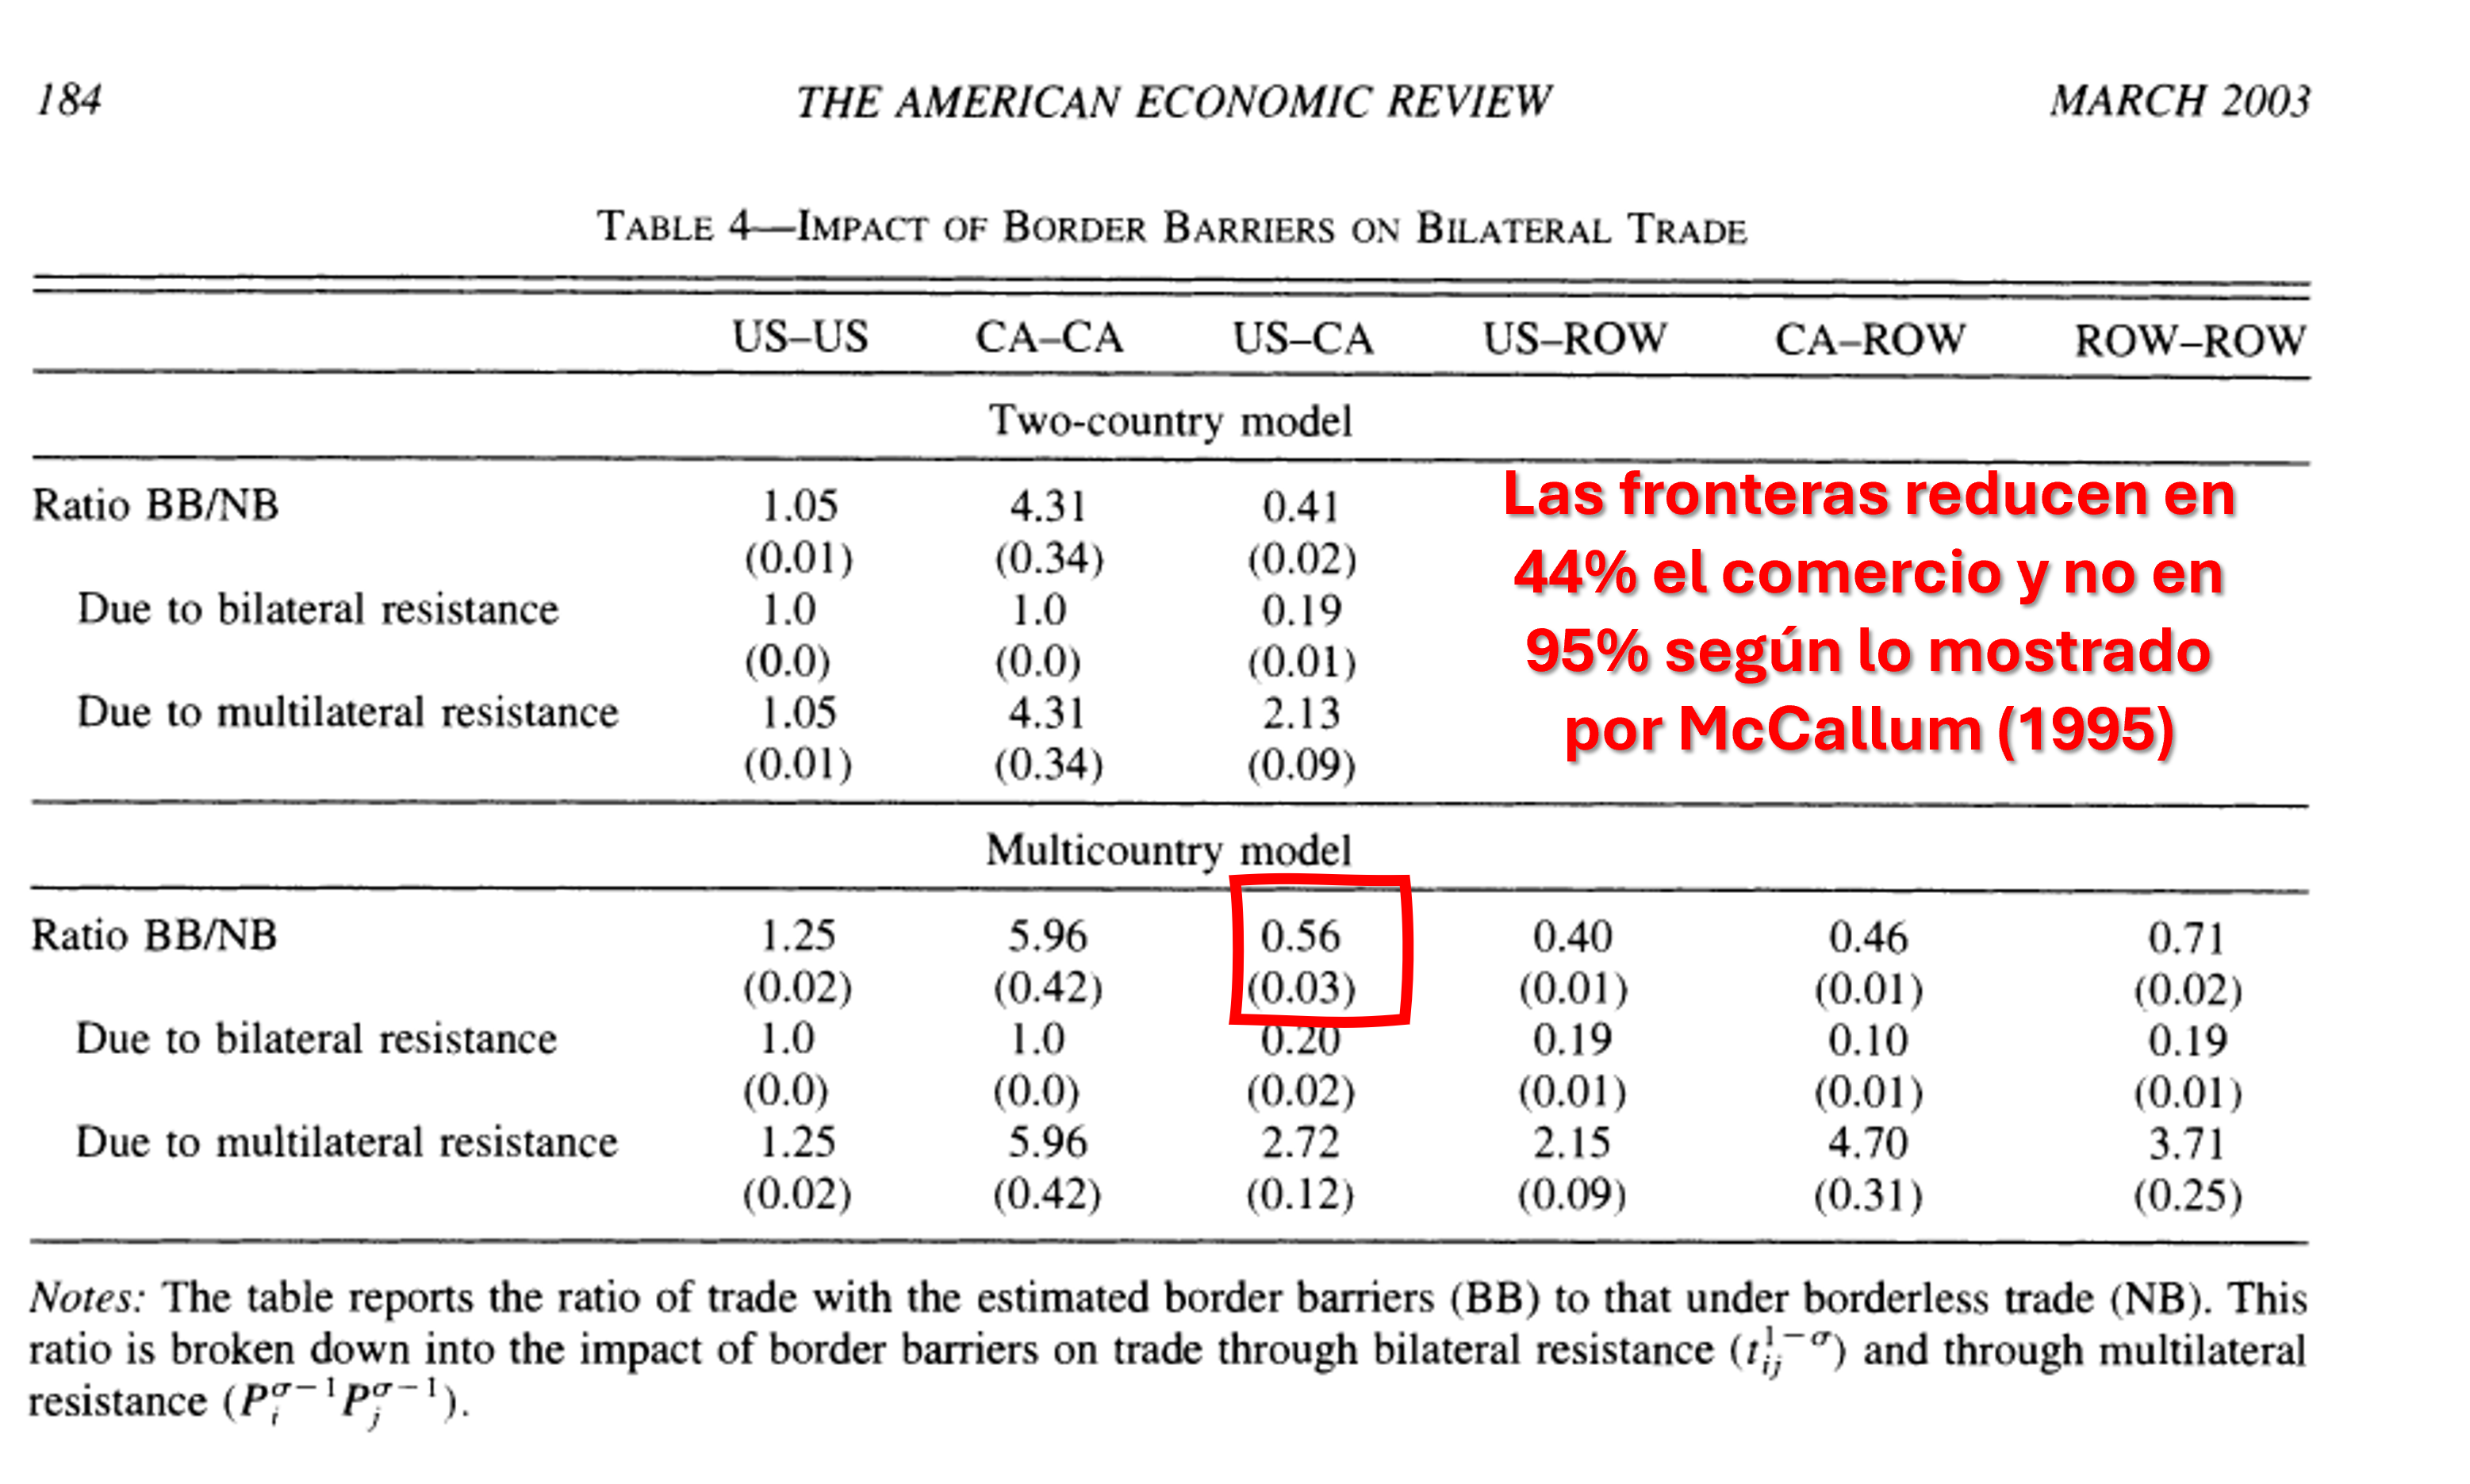 184 THE AMERICAN ECONOMIC REVIEW MARCH 2003
TABLE 4—IMPACT OF BORDER BARRIERS ON BILATERAL TRADE
US–US CA–CA US–CA US–ROW CA–ROW ROW–ROW
Two-country model
Ratio BB/NB 1.05 4.31 0.41
(0.01) (0.34) (0.02)
Due to bilateral resistance 1.0 1.0 0.19
(0.0) (0.0) (0.01)
Due to multilateral resistance 1.05 4.31 2.13
(0.01) (0.34) (0.09)
Las fronteras reducen en
44% el comercio y no en
95% según lo mostrado
por McCallum (1995)
Multicountry model
Ratio BB/NB 1.25 5.96 0.56 0.40 0.46 0.71
(0.02) (0.42) (0.03) (0.01) (0.01) (0.02)
Due to bilateral resistance 1.0 1.0 0.20 0.19 0.10 0.19
(0.0) (0.0) (0.02) (0.01) (0.01) (0.01)
Due to multilateral resistance 1.25 5.96 2.72 2.15 4.70 3.71
(0.02) (0.42) (0.12) (0.09) (0.31) (0.25)
Notes: The table reports the ratio of trade with the estimated border barriers (BB) to that under borderless trade (NB). This
ratio is broken down into the impact of border barriers on trade through bilateral resistance (t_{ij}^{1−σ}) and through multilateral
resistance (P_i^{σ−1}P_j^{σ−1}).